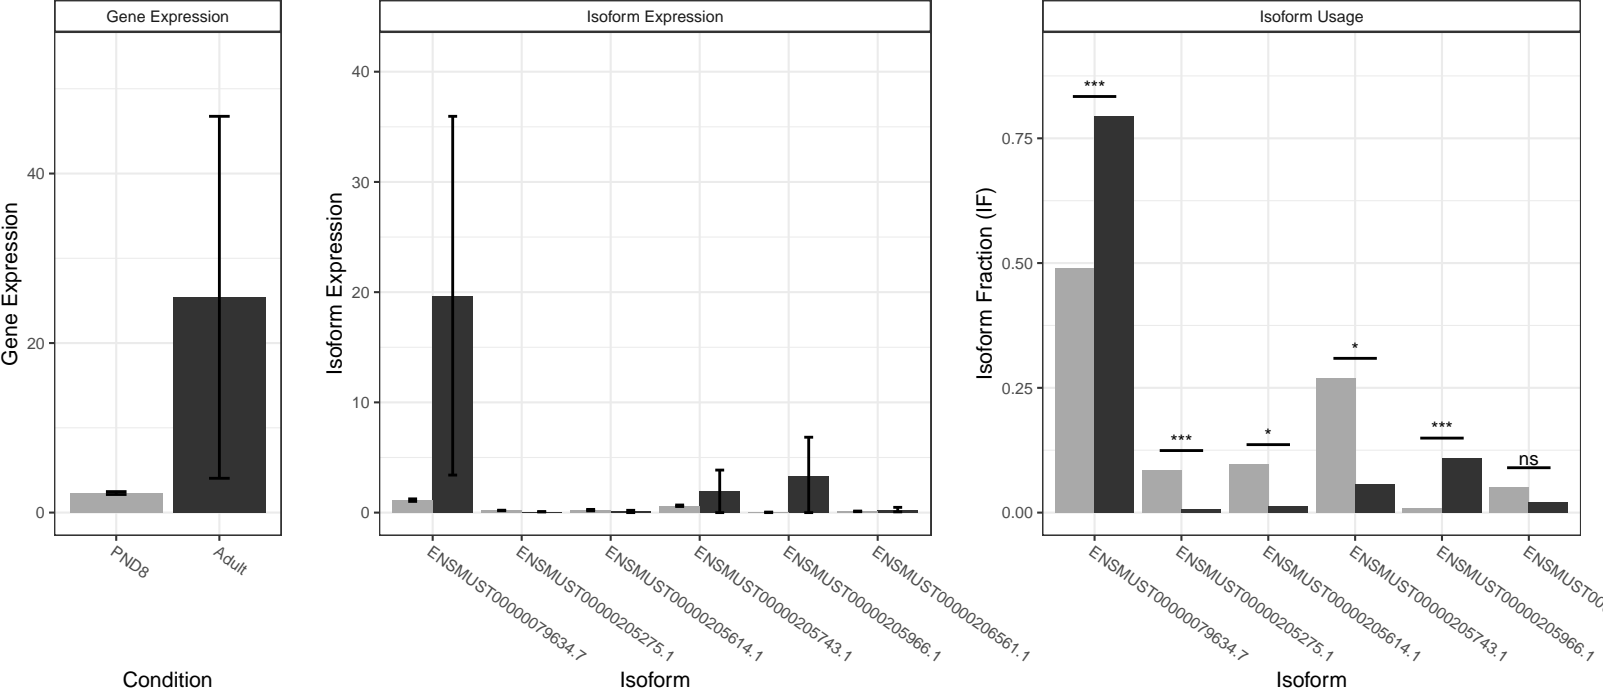 Gene Expression
Isoform Expression
Isoform Usage
Gene Expression
40
20
0
PND8
Adult
Condition
Isoform Expression
40
30
20
10
0
ENSMUST00000079634.7
ENSMUST00000205275.1
ENSMUST00000205614.1
ENSMUST00000205743.1
ENSMUST00000205966.1
ENSMUST00000206561.1
Isoform
Isoform Fraction (IF)
0.75
0.50
0.25
0.00
***
***
*
*
***
ns
ENSMUST00000079634.7
ENSMUST00000205275.1
ENSMUST00000205614.1
ENSMUST00000205743.1
ENSMUST00000205966.1
Isoform